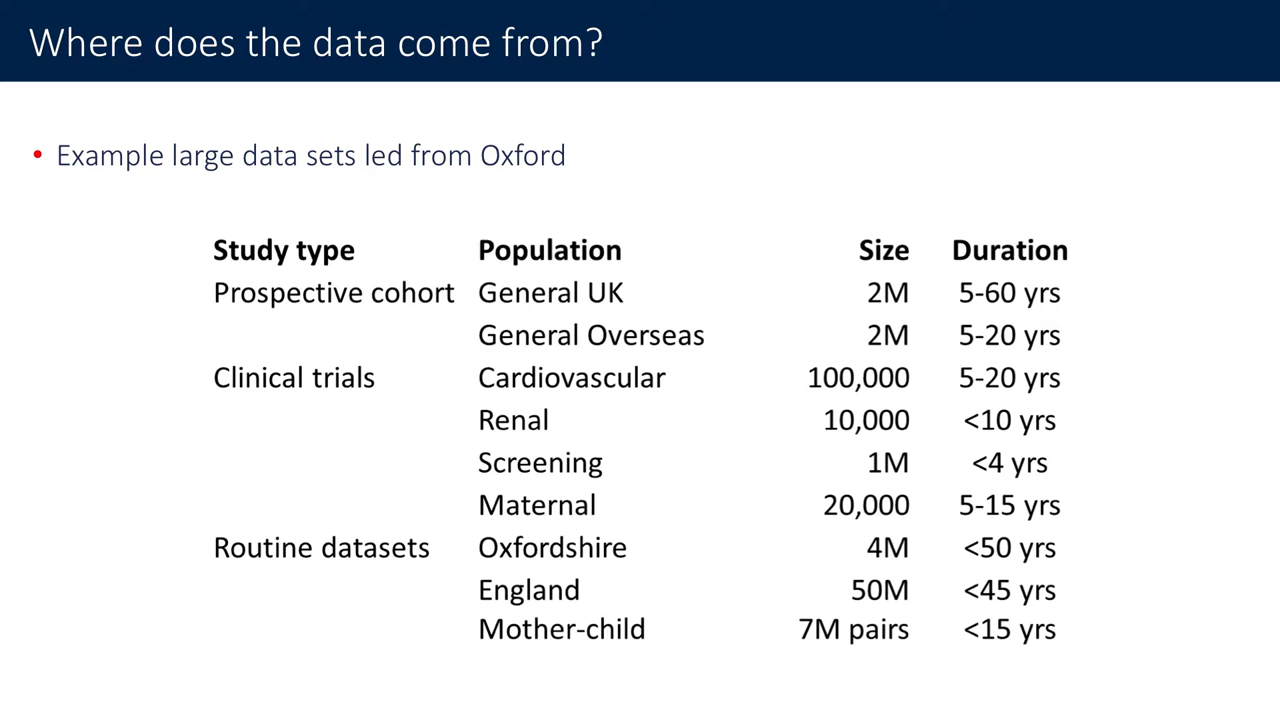 Where does the data come from?
• Example large data sets led from Oxford
Study type Population Size Duration
Prospective cohort General UK 2M 5-60 yrs
General Overseas 2M 5-20 yrs
Clinical trials Cardiovascular 100,000 5-20 yrs
Renal 10,000 <10 yrs
Screening 1M <4 yrs
Maternal 20,000 5-15 yrs
Routine datasets Oxfordshire 4M <50 yrs
England 50M <45 yrs
Mother-child 7M pairs <15 yrs